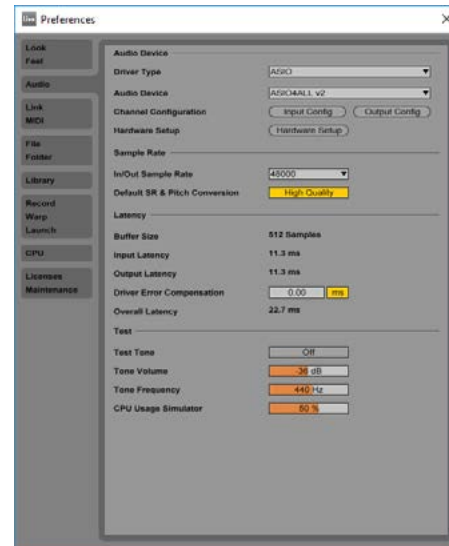 Live Preferences
Look
Feel
Audio
Link
MIDI
File
Folder
Library
Record
Warp
Launch
CPU
Licenses
Maintenance
Audio Device
Driver Type ASIO
Audio Device ASIO4ALL v2
Channel Configuration Input Config Output Config
Hardware Setup Hardware Setup
Sample Rate
In/Out Sample Rate 48000
Default SR & Pitch Conversion High Quality
Latency
Buffer Size 512 Samples
Input Latency 11.3 ms
Output Latency 11.3 ms
Driver Error Compensation 0.00 ms
Overall Latency 22.7 ms
Test
Test Tone Off
Tone Volume -36 dB
Tone Frequency 440 Hz
CPU Usage Simulator 50 %